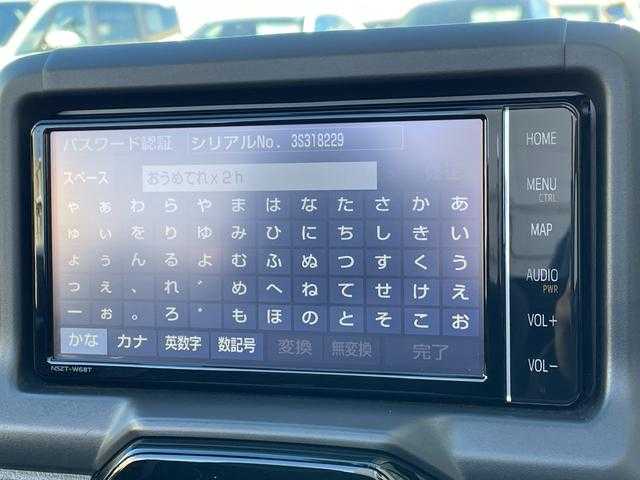 パスワード認証 シリアルNo. 3S318229
スペース おうめてれx2h
ゃ ぁ わ ら や ま は な た さ か あ
ゅ ぃ を り ゆ み ひ に ち し き い
ょ ぅ ん る よ む ふ ぬ つ す く う
っ ぇ 、 れ ゛ め へ ね て せ け え
ー ぉ 。 ろ ゜ も ほ の と そ こ お
かな カナ 英数字 数記号 変換 無変換 完了
NSZT-W68T
HOME
MENU
CTRL
MAP
AUDIO
PWR
VOL+
VOL-